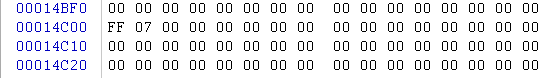 00014BF0 00 00 00 00 00 00 00 00 00 00 00 00 00 00 00 00
00014C00 FF 07 00 00 00 00 00 00 00 00 00 00 00 00 00 00
00014C10 00 00 00 00 00 00 00 00 00 00 00 00 00 00 00 00
00014C20 00 00 00 00 00 00 00 00 00 00 00 00 00 00 00 00